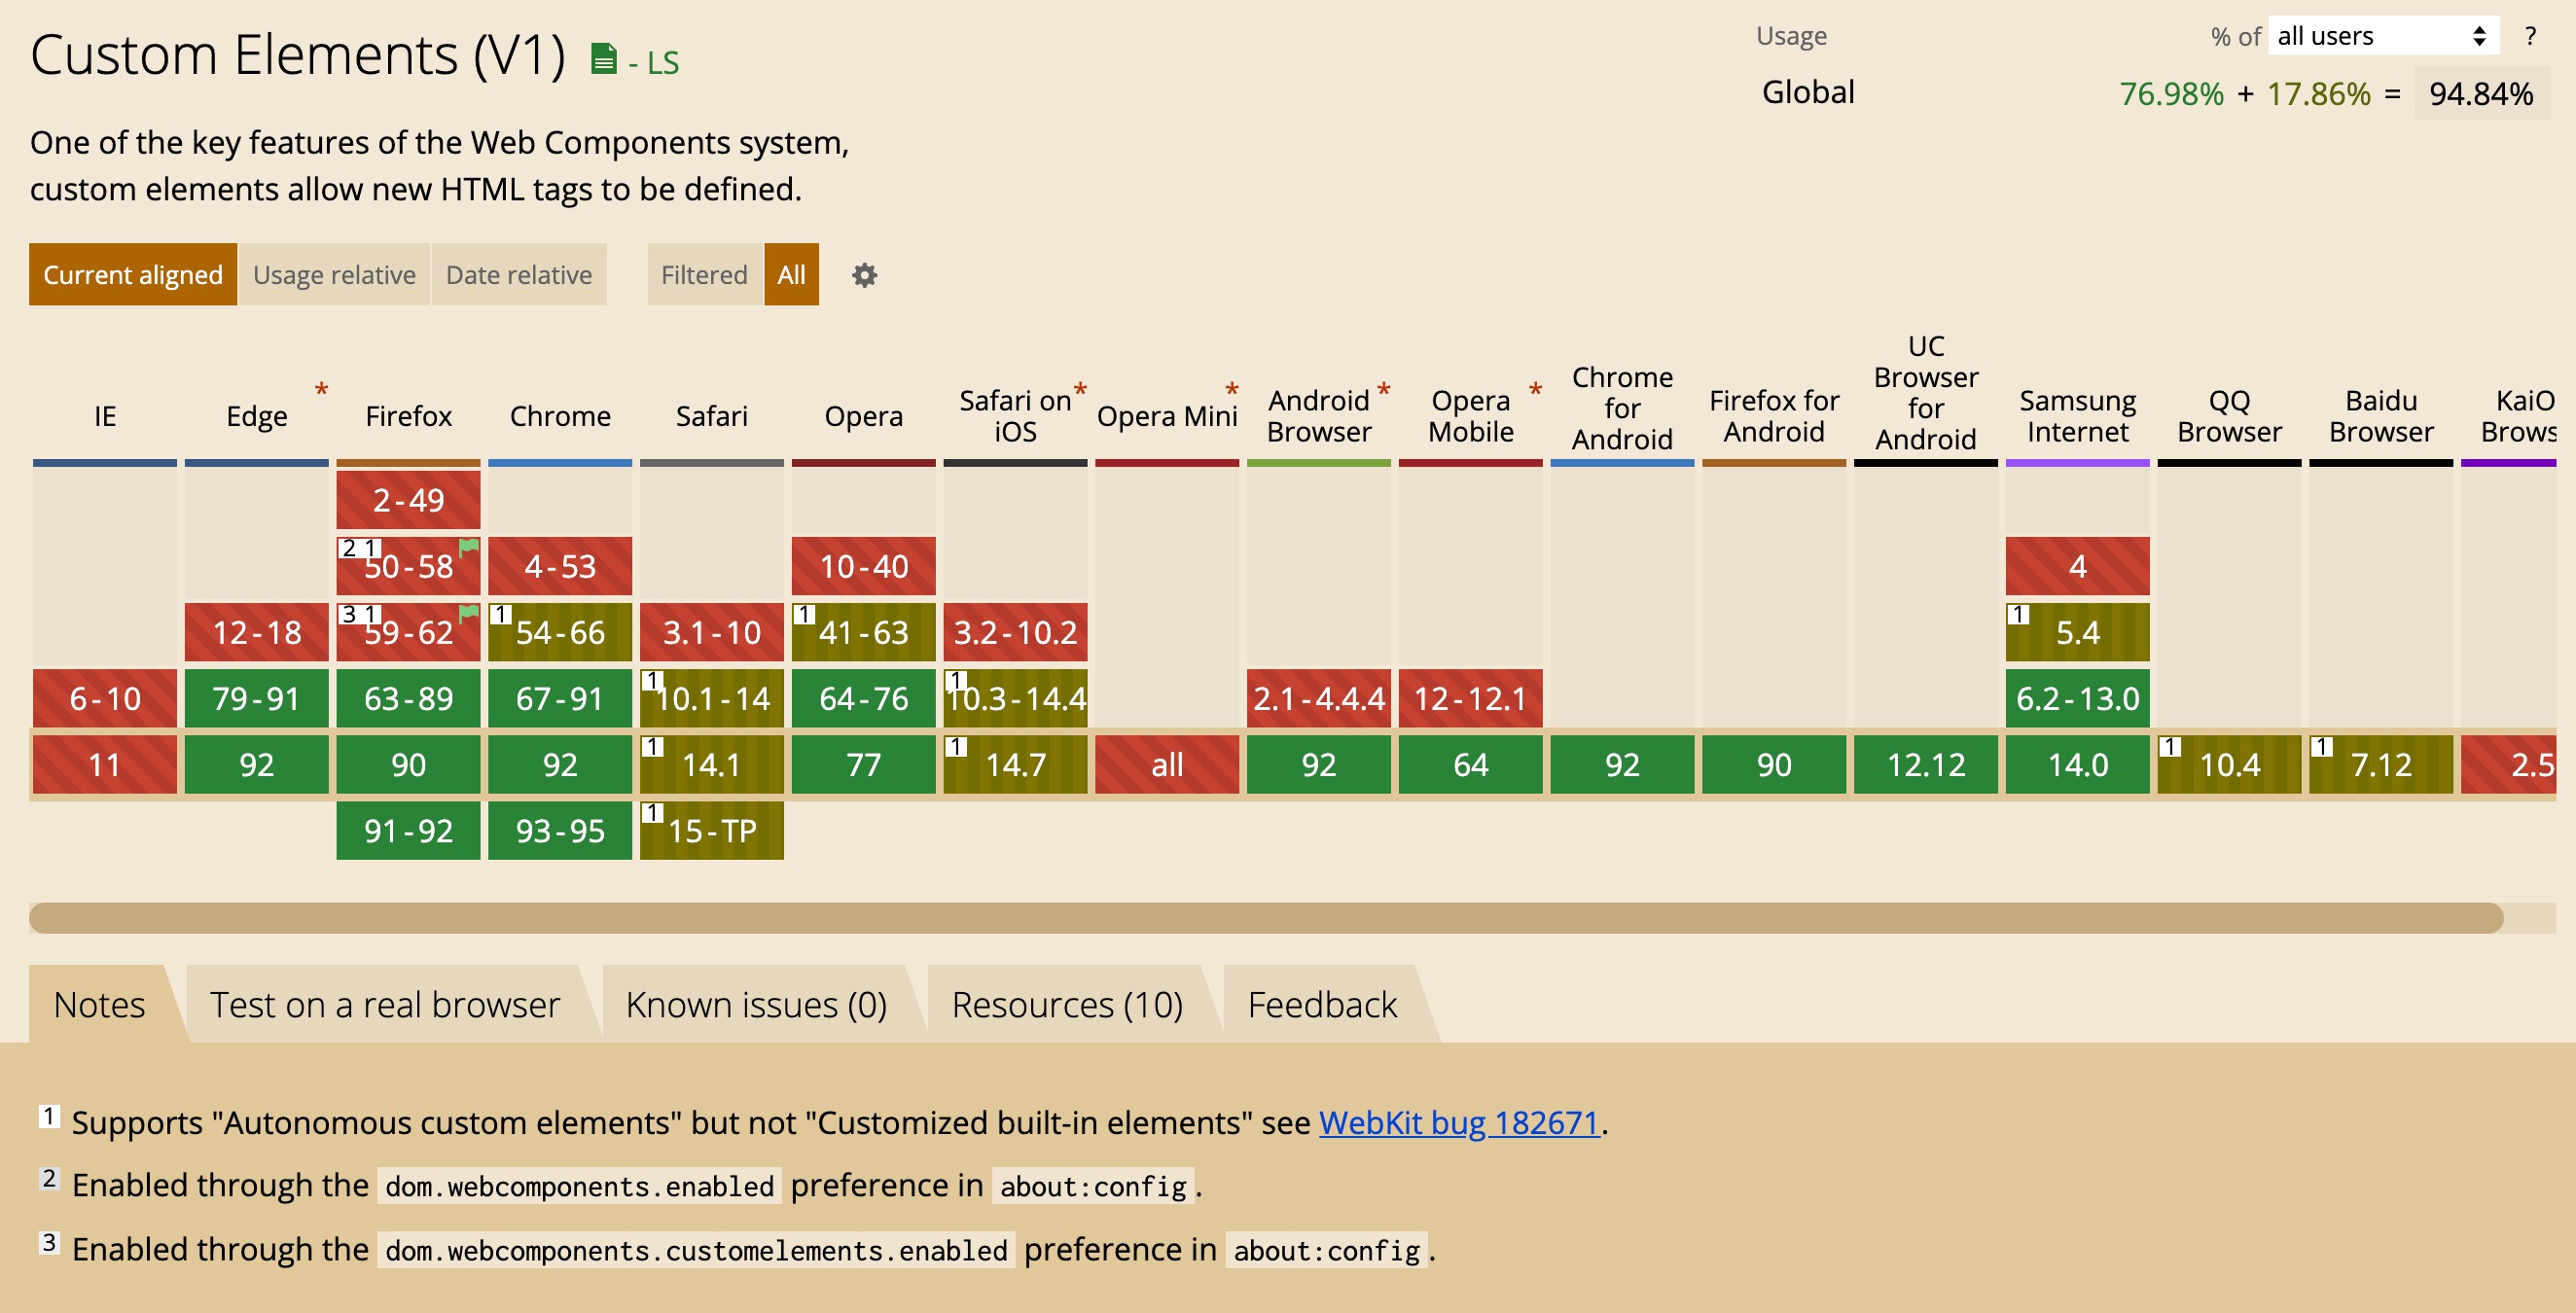 Custom Elements (V1) - LS
Usage % of all users ?
Global 76.98% + 17.86% = 94.84%
One of the key features of the Web Components system,
custom elements allow new HTML tags to be defined.
Current aligned Usage relative Date relative Filtered All
IE
Edge *
Firefox
Chrome
Safari
Opera
Safari on *
iOS
Opera Mini *
Android *
Browser
Opera *
Mobile
Chrome
for
Android
Firefox for
Android
UC
Browser
for
Android
Samsung
Internet
QQ
Browser
Baidu
Browser
KaiO
Brows
2-49
2 1 50-58 4-53 10-40 4
12-18 3 1 59-62 1 54-66 3.1-10 1 41-63 3.2-10.2 1 5.4
6-10 79-91 63-89 67-91 1 10.1-14 64-76 1 10.3-14.4 2.1-4.4.4 12-12.1 6.2-13.0
11 92 90 92 1 14.1 77 1 14.7 all 92 64 92 90 12.12 14.0 1 10.4 1 7.12 2.5
91-92 93-95 1 15-TP
Notes Test on a real browser Known issues (0) Resources (10) Feedback
1 Supports "Autonomous custom elements" but not "Customized built-in elements" see WebKit bug 182671.
2 Enabled through the dom.webcomponents.enabled preference in about:config.
3 Enabled through the dom.webcomponents.customelements.enabled preference in about:config.